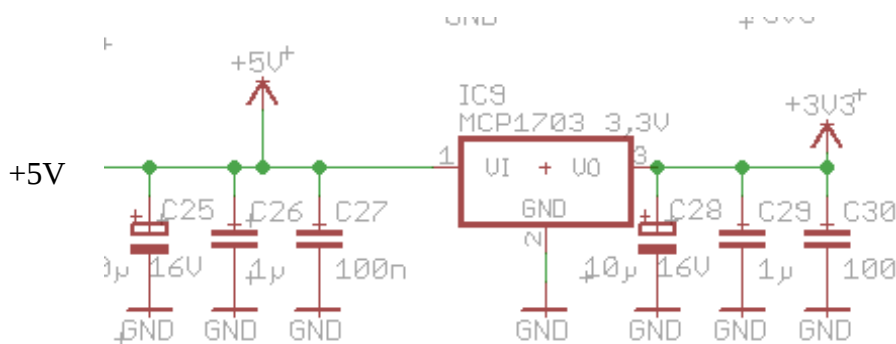 +5V
IC9
MCP1703 3,3V
+3V3
+5V
1
VI
VO
3
GND
2
C25
C26
C27
C28
C29
C30
16V
1µ
100n
10µ 16V
1µ
100
GND
GND
GND
GND
GND
GND
GND